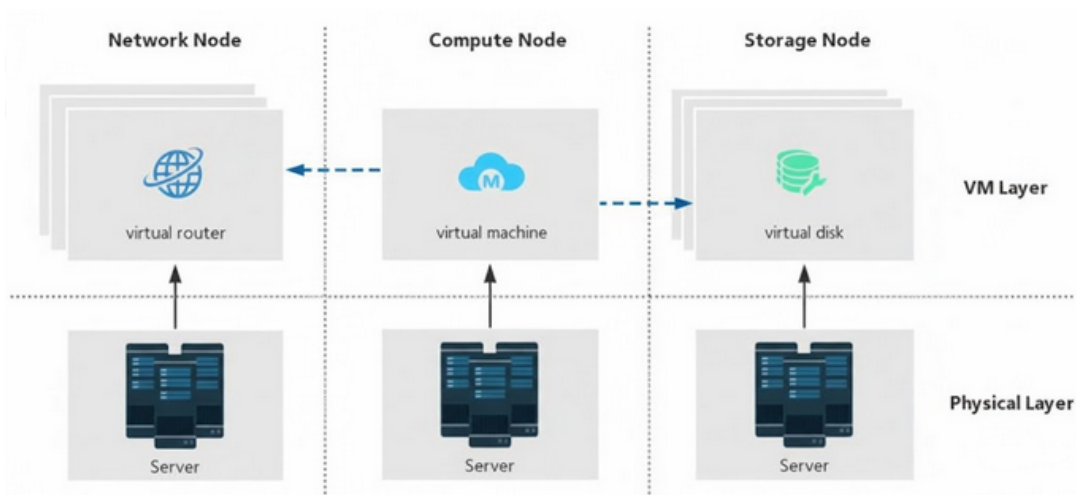 Network Node
Compute Node
Storage Node
M
virtual router
virtual machine
virtual disk
VM Layer
Server
Server
Server
Physical Layer